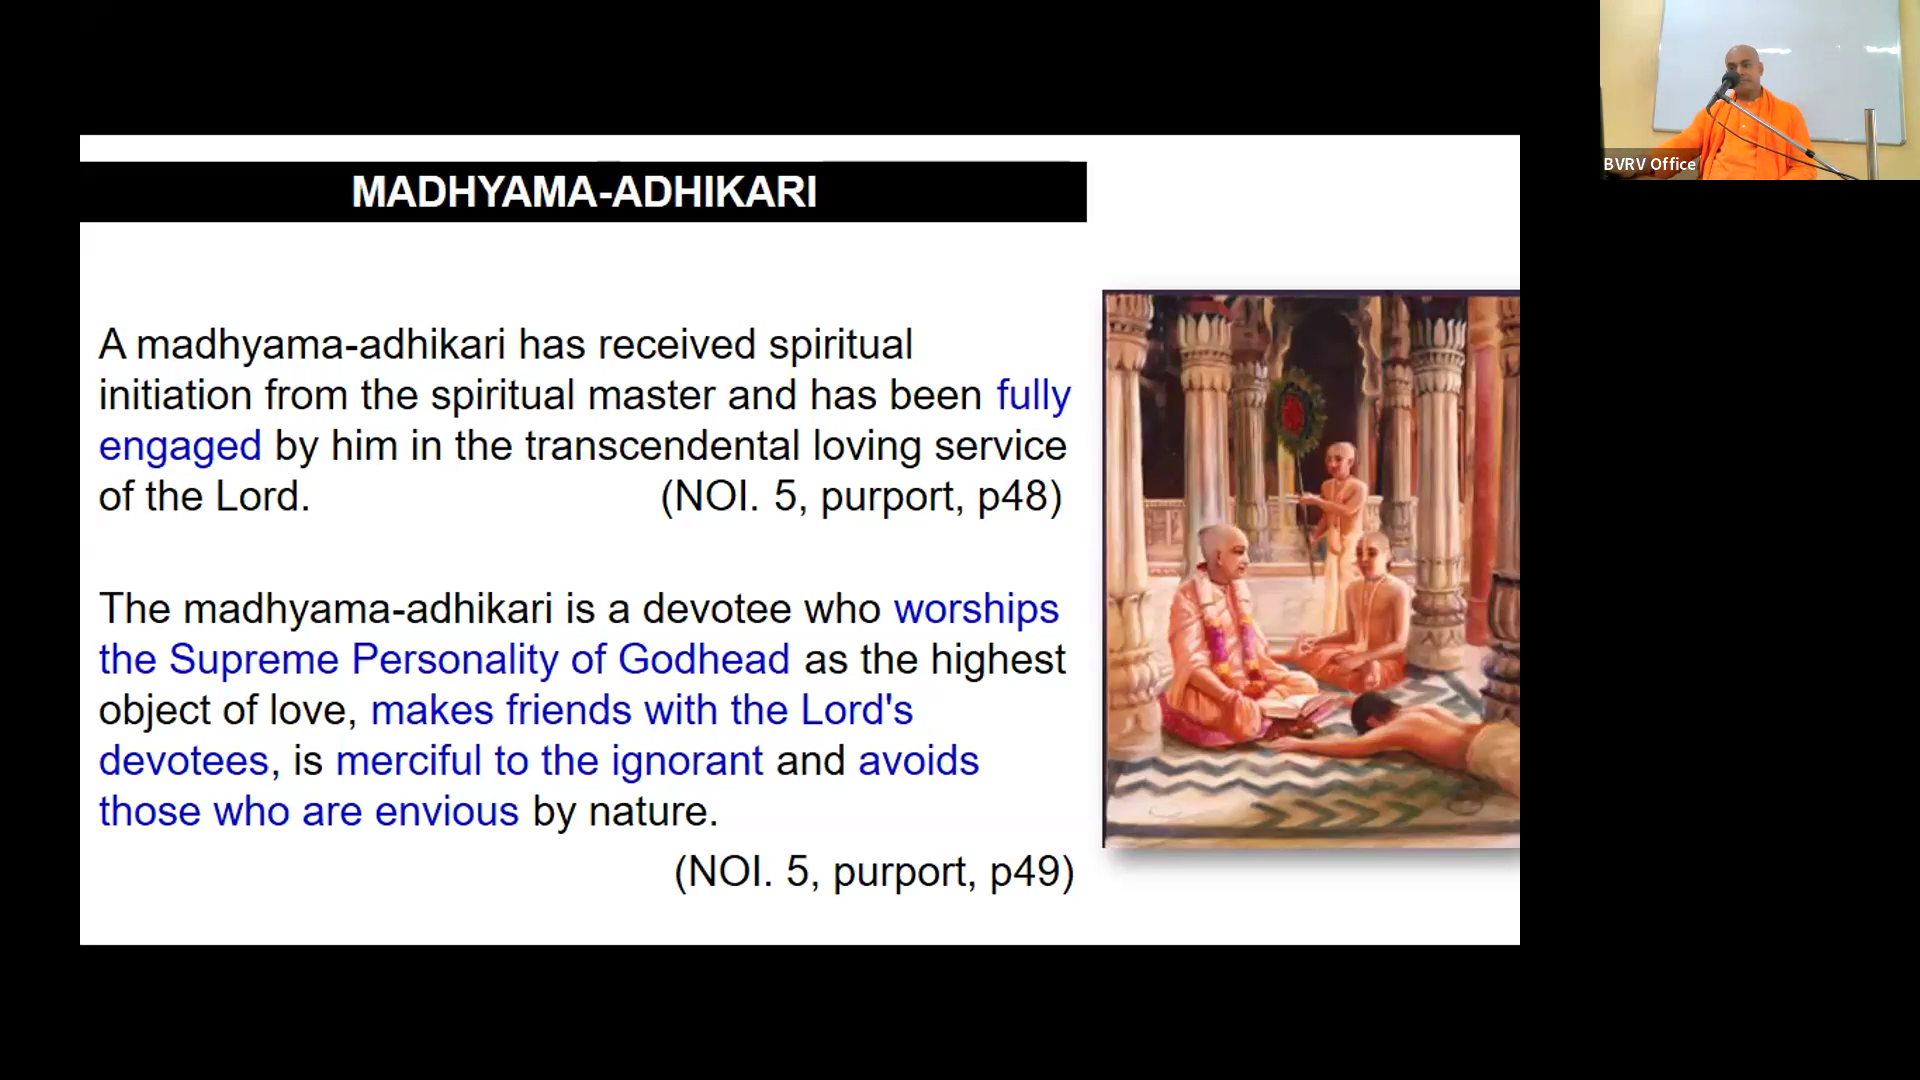 MADHYAMA-ADHIKARI
A madhyama-adhikari has received spiritual
initiation from the spiritual master and has been fully
engaged by him in the transcendental loving service
of the Lord. (NOI. 5, purport, p48)
The madhyama-adhikari is a devotee who worships
the Supreme Personality of Godhead as the highest
object of love, makes friends with the Lord's
devotees, is merciful to the ignorant and avoids
those who are envious by nature.
(NOI. 5, purport, p49)
BVRV Office